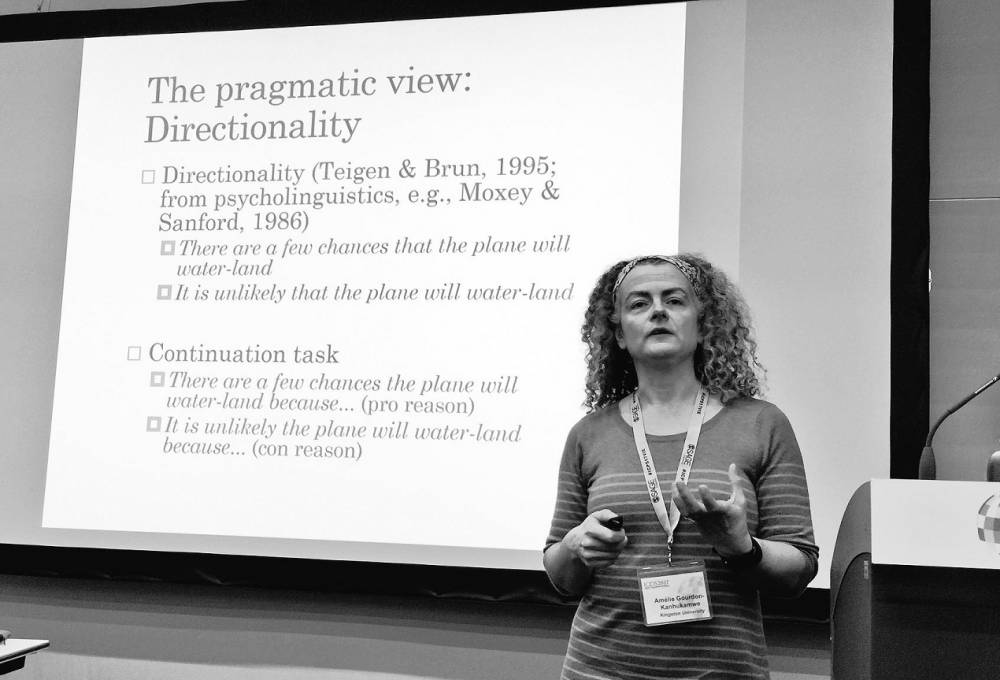 The pragmatic view:
Directionality
Directionality (Teigen & Brun, 1995;
from psycholinguistics, e.g., Moxey &
Sanford, 1986)
There are a few chances that the plane will
water-land
It is unlikely that the plane will water-land
Continuation task
There are a few chances the plane will
water-land because... (pro reason)
It is unlikely the plane will water-land
because... (con reason)
SAGE
Amélie Gourdon-
Kanhukamwe
Kingston University